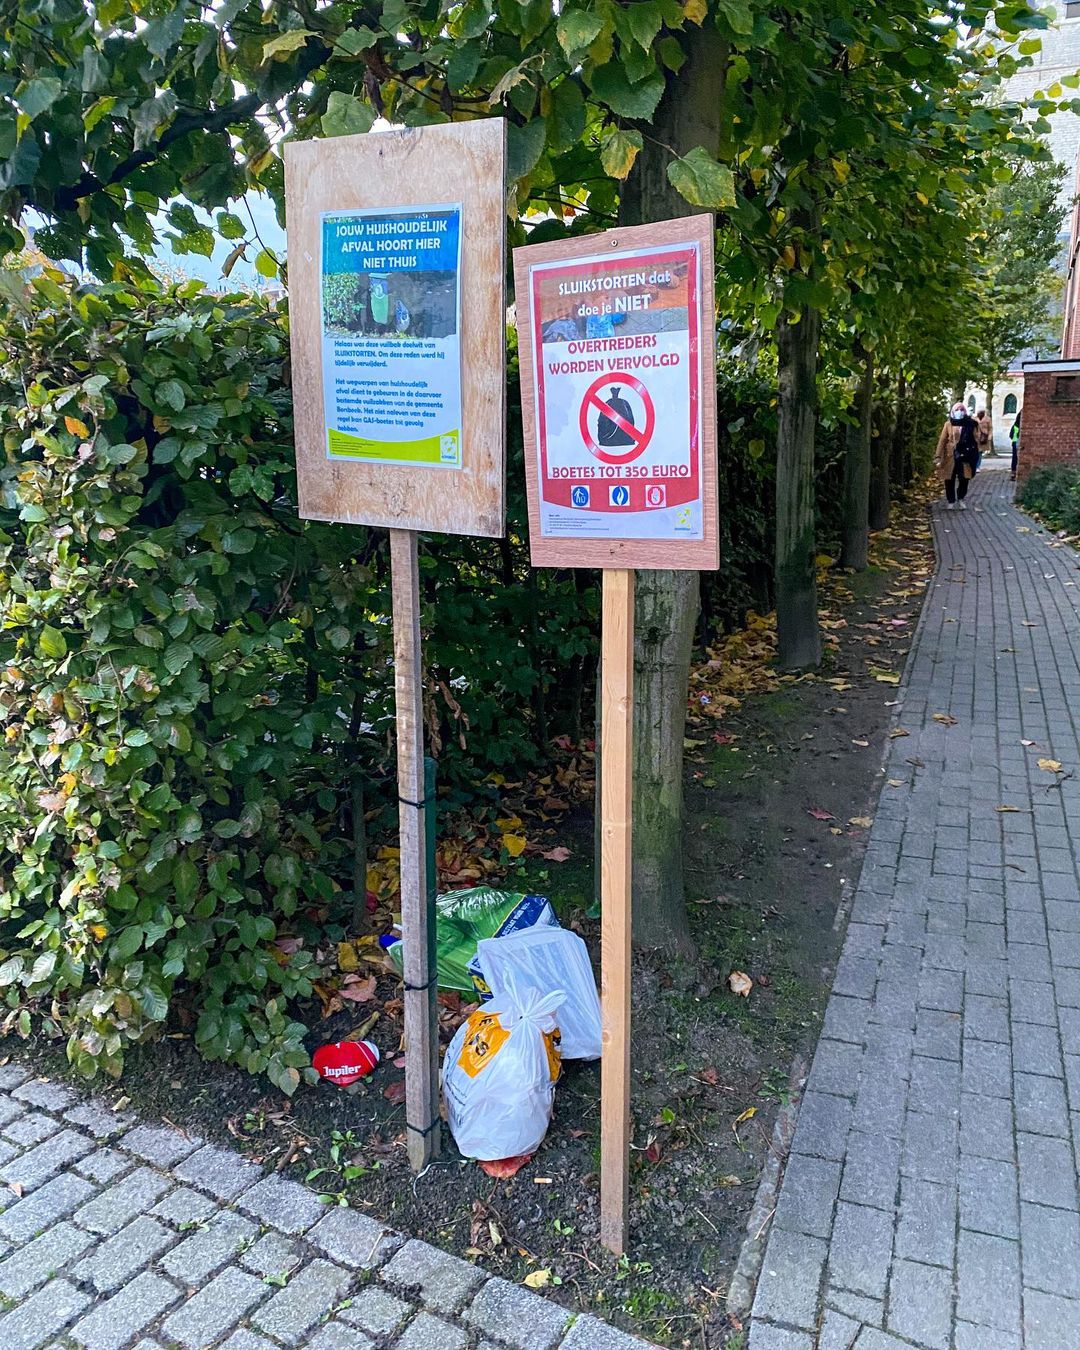 JOUW HUISHOUDELIJK
AFVAL HOORT HIER
NIET THUIS
Helaas was deze vuilbak doelwit van
SLUIKSTORTEN. Om deze reden werd hij
tijdelijk verwijderd.
Het wegwerpen van huishoudelijk
afval dient te gebeuren in de daarvoor
bestemde vuilzakken van de gemeente
Borsbeek. Het niet naleven van deze
regel kan GAS-boetes tot gevolg
hebben.
SLUIKSTORTEN dat
doe je NIET
OVERTREDERS
WORDEN VERVOLGD
BOETES TOT 350 EURO
Jupiler